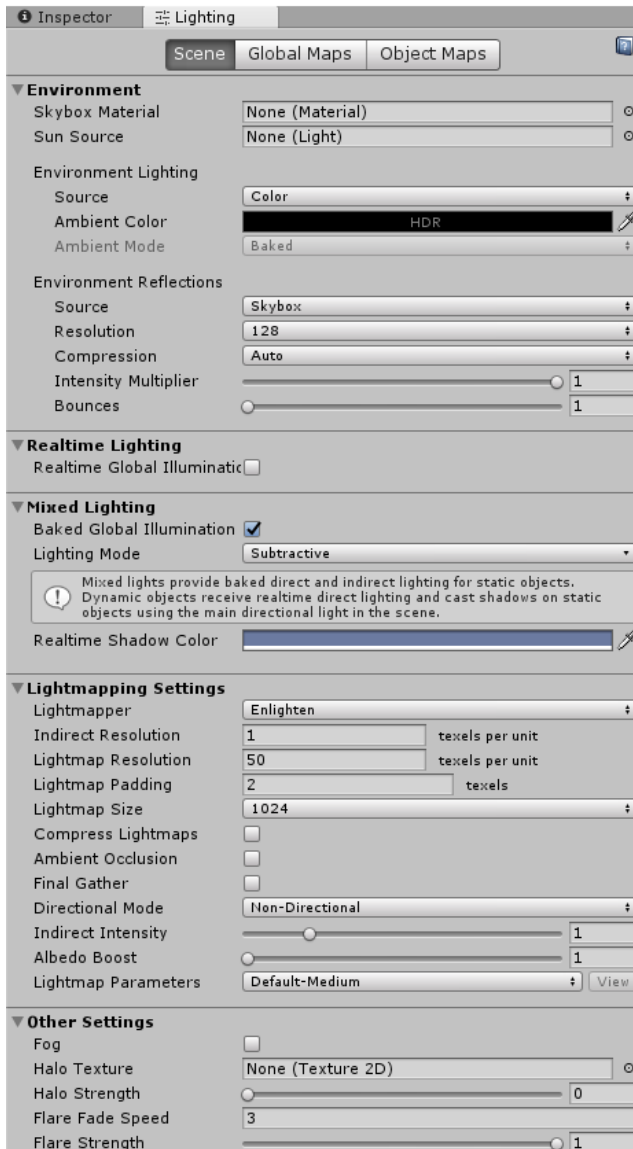 Inspector Lighting
Scene Global Maps Object Maps
Environment
Skybox Material None (Material)
Sun Source None (Light)
Environment Lighting
Source Color
Ambient Color HDR
Ambient Mode Baked
Environment Reflections
Source Skybox
Resolution 128
Compression Auto
Intensity Multiplier 1
Bounces 1
Realtime Lighting
Realtime Global Illuminatic
Mixed Lighting
Baked Global Illumination
Lighting Mode Subtractive
Mixed lights provide baked direct and indirect lighting for static objects.
Dynamic objects receive realtime direct lighting and cast shadows on static
objects using the main directional light in the scene.
Realtime Shadow Color
Lightmapping Settings
Lightmapper Enlighten
Indirect Resolution 1 texels per unit
Lightmap Resolution 50 texels per unit
Lightmap Padding 2 texels
Lightmap Size 1024
Compress Lightmaps
Ambient Occlusion
Final Gather
Directional Mode Non-Directional
Indirect Intensity 1
Albedo Boost 1
Lightmap Parameters Default-Medium View
Other Settings
Fog
Halo Texture None (Texture 2D)
Halo Strength 0
Flare Fade Speed 3
Flare Strength 1